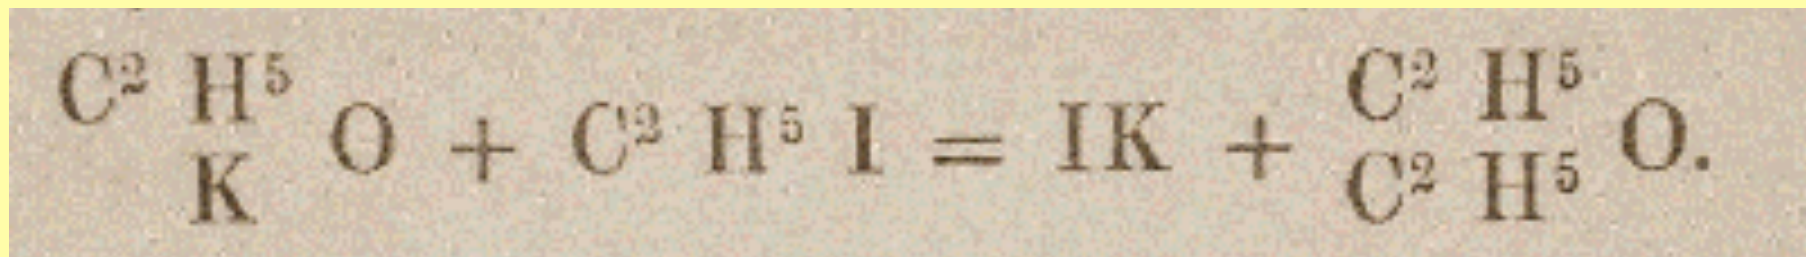 C² H⁵ O + C² H⁵ I = IK + C² H⁵ O.
K C² H⁵